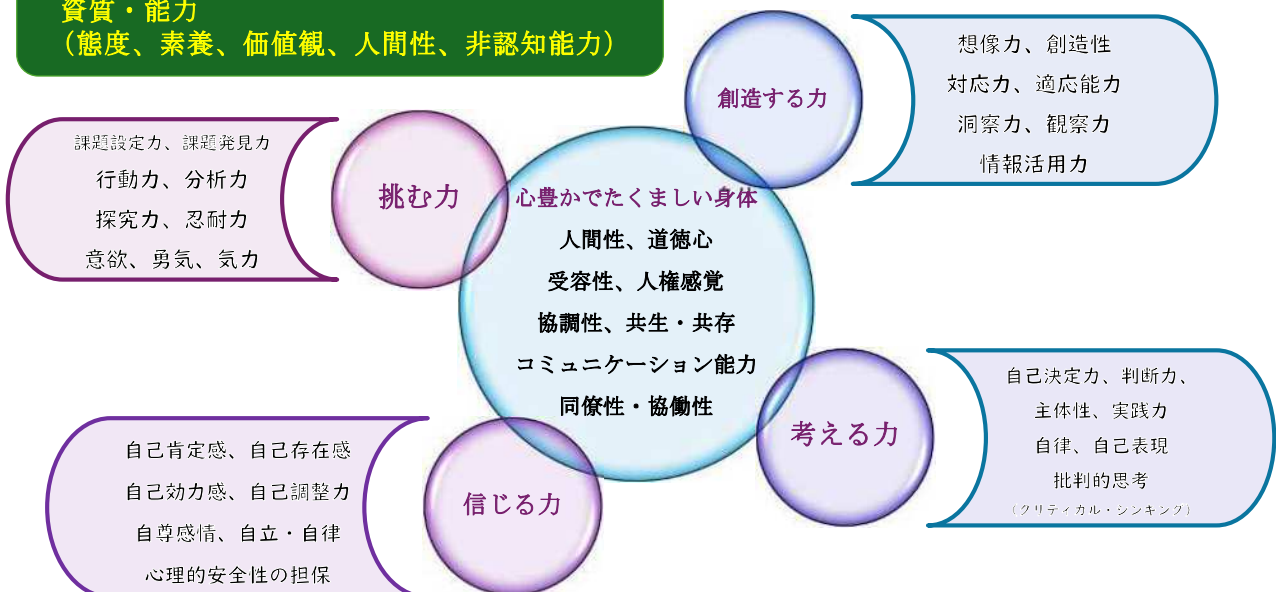 資質・能力
（態度、素養、価値観、人間性、非認知能力）
創造する力
想像力、創造性
対応力、適応能力
洞察力、観察力
情報活用力
挑む力
課題設定力、課題発見力
行動力、分析力
探究力、忍耐力
意欲、勇気、気力
心豊かでたくましい身体
人間性、道徳心
受容性、人権感覚
協調性、共生・共存
コミュニケーション能力
同僚性・協働性
考える力
自己決定力、判断力、
主体性、実践力
自律、自己表現
批判的思考
（クリティカル・シンキング）
信じる力
自己肯定感、自己存在感
自己効力感、自己調整力
自尊感情、自立・自律
心理的安全性の担保